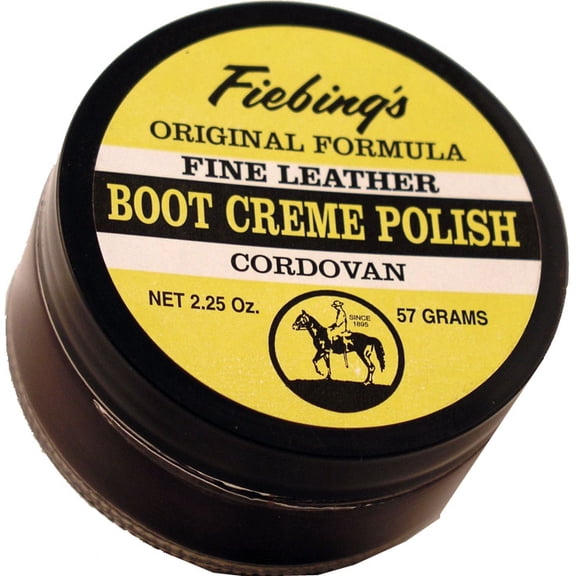 Fiebing's
ORIGINAL FORMULA
FINE LEATHER
BOOT CREME POLISH
CORDOVAN
NET 2.25 Oz.
SINCE
1895
57 GRAMS